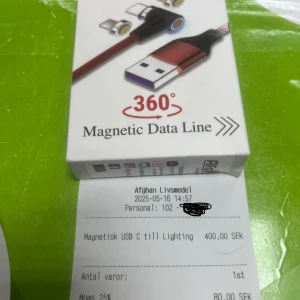 360°
Magnetic Data Line
Afghan Livsmedel
2025-05-16 14:57
Personal: 102
Magnetisk USB C till Lighting 400,00 SEK
Antal varor: 1st
Moms 25% 80,00 SEK